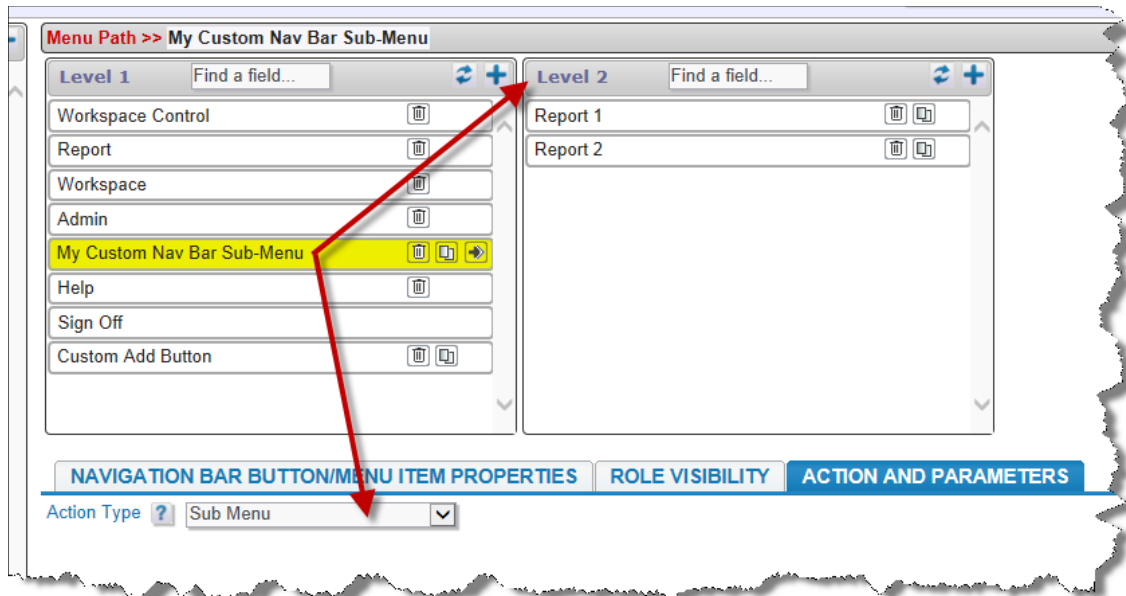 Menu Path >> My Custom Nav Bar Sub-Menu
Level 1 Find a field...
Workspace Control
Report
Workspace
Admin
My Custom Nav Bar Sub-Menu
Help
Sign Off
Custom Add Button
Level 2 Find a field...
Report 1
Report 2
NAVIGATION BAR BUTTON/MENU ITEM PROPERTIES ROLE VISIBILITY ACTION AND PARAMETERS
Action Type ? Sub Menu